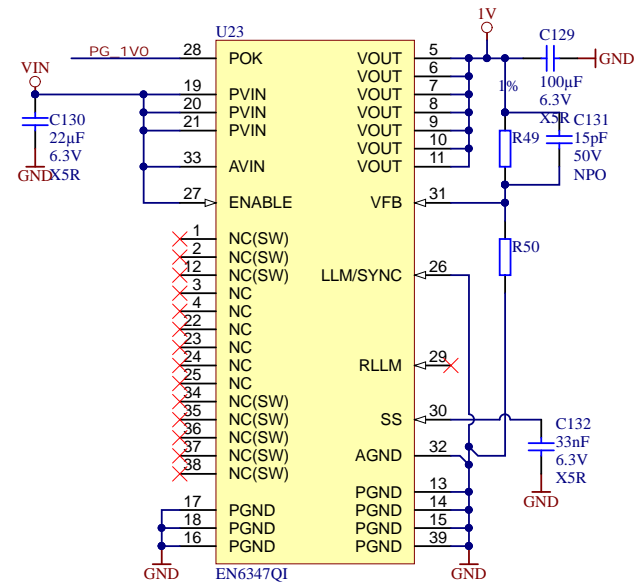 U23
1V
PG_1V0
28
POK
VOUT
5
C129
GND
VOUT
6
VIN
19
PVIN
VOUT
7
1%
100µF
20
PVIN
VOUT
8
6.3V
C130
21
PVIN
VOUT
9
X5R
C131
22µF
VOUT
10
R49
15pF
6.3V
33
AVIN
VOUT
11
50V
GND
X5R
NPO
27
ENABLE
VFB
31
1
NC(SW)
2
NC(SW)
R50
12
NC(SW)
LLM/SYNC
26
3
NC
4
NC
22
NC
23
NC
24
NC
RLLM
29
25
NC
34
NC(SW)
35
NC(SW)
SS
30
C132
36
NC(SW)
33nF
37
NC(SW)
AGND
32
6.3V
38
NC(SW)
X5R
PGND
13
GND
17
PGND
PGND
14
18
PGND
PGND
15
16
PGND
PGND
39
GND
EN6347QI
GND